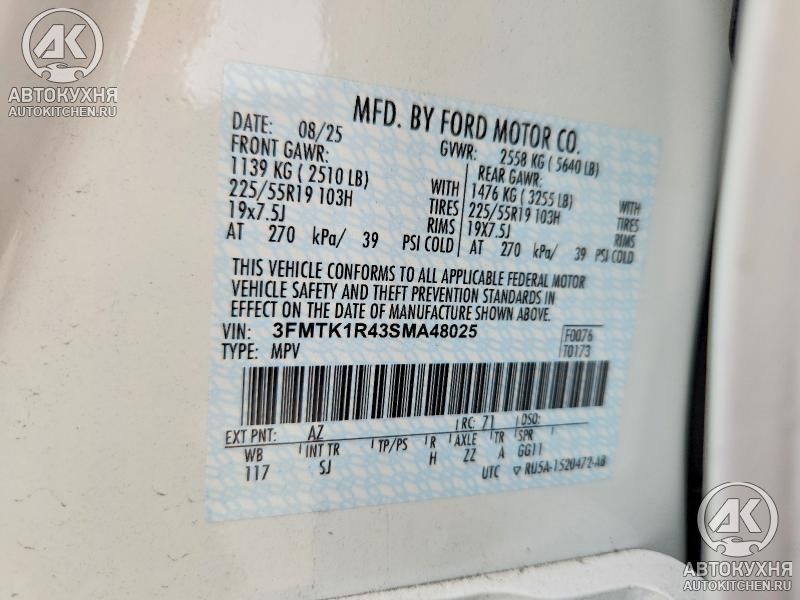 AK
АВТОКУХНЯ
AUTOKITCHEN.RU
MFD. BY FORD MOTOR CO.
DATE: 08/25 GVWR: 2558 KG ( 5640 LB)
FRONT GAWR: REAR GAWR:
1139 KG ( 2510 LB) WITH 1476 KG ( 3255 LB) WITH
225/55R19 103H TIRES 225/55R19 103H TIRES
19x7.5J RIMS 19X7.5J RIMS
AT 270 kPa/ 39 PSI COLD AT 270 kPa/ 39 PSI COLD
THIS VEHICLE CONFORMS TO ALL APPLICABLE FEDERAL MOTOR
VEHICLE SAFETY AND THEFT PREVENTION STANDARDS IN
EFFECT ON THE DATE OF MANUFACTURE SHOWN ABOVE.
VIN: 3FMTK1R43SMA48025 F0076
TYPE: MPV T0173
EXT PNT: AZ RC: 71 DSO:
WB INT TR TP/PS R AXLE TR SPR
117 SJ H ZZ A GG11
UTC ▽ RU5A-1520472-AB
AK
АВТОКУХНЯ
AUTOKITCHEN.RU